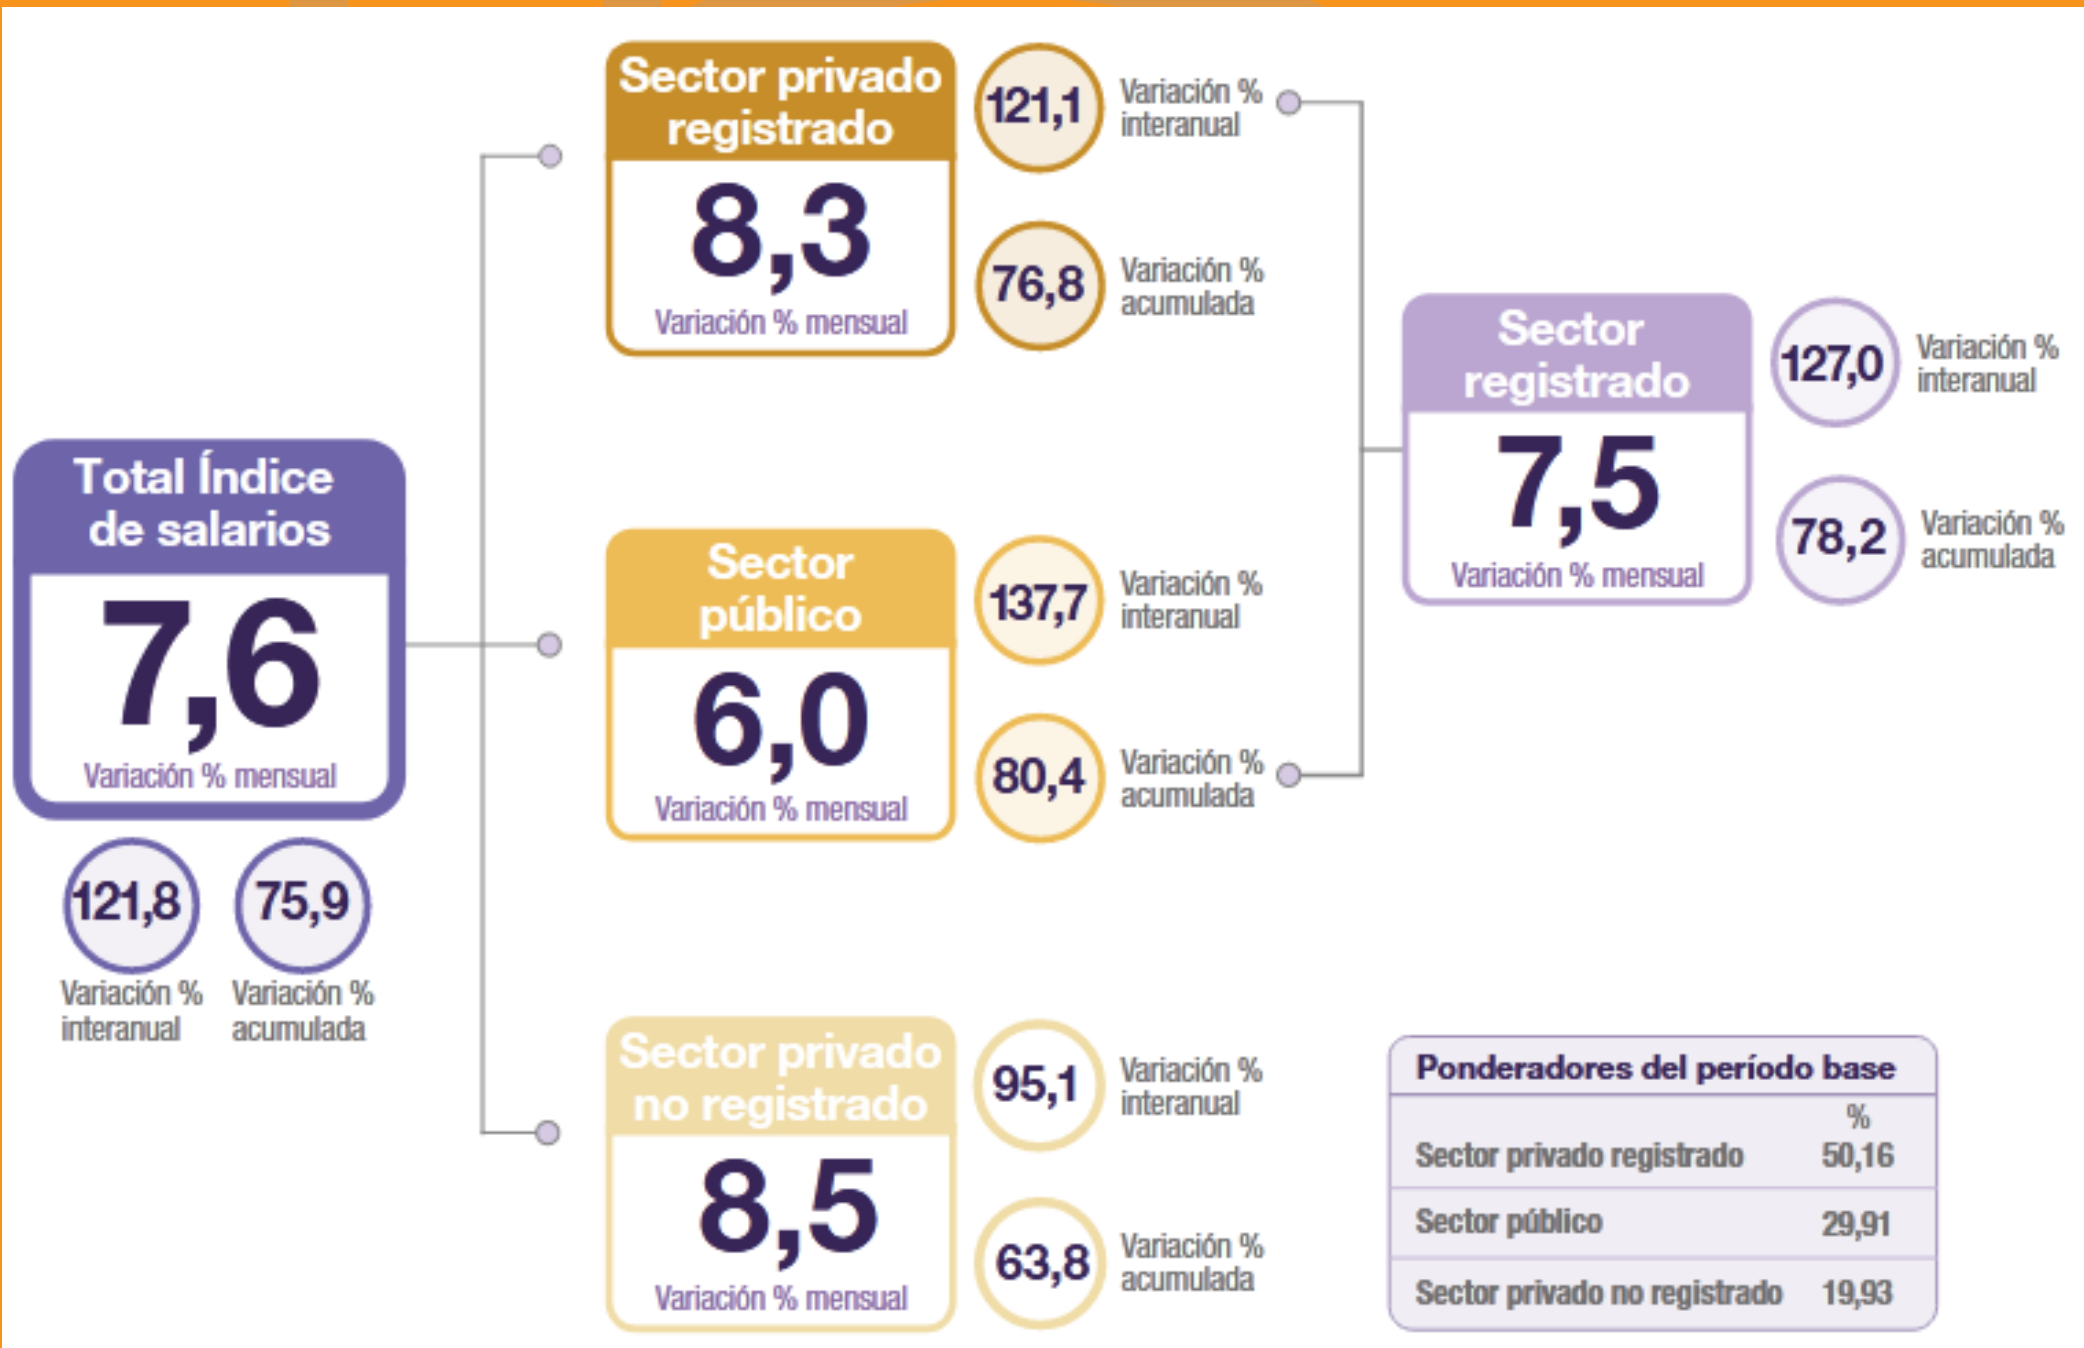 Total Índice
de salarios
7,6
Variación % mensual
121,8
Variación %
interanual
75,9
Variación %
acumulada
Sector privado
registrado
8,3
Variación % mensual
121,1
Variación %
interanual
76,8
Variación %
acumulada
Sector
público
6,0
Variación % mensual
137,7
Variación %
interanual
80,4
Variación %
acumulada
Sector privado
no registrado
8,5
Variación % mensual
95,1
Variación %
interanual
63,8
Variación %
acumulada
Sector
registrado
7,5
Variación % mensual
127,0
Variación %
interanual
78,2
Variación %
acumulada
Ponderadores del período base
%
Sector privado registrado 50,16
Sector público 29,91
Sector privado no registrado 19,93